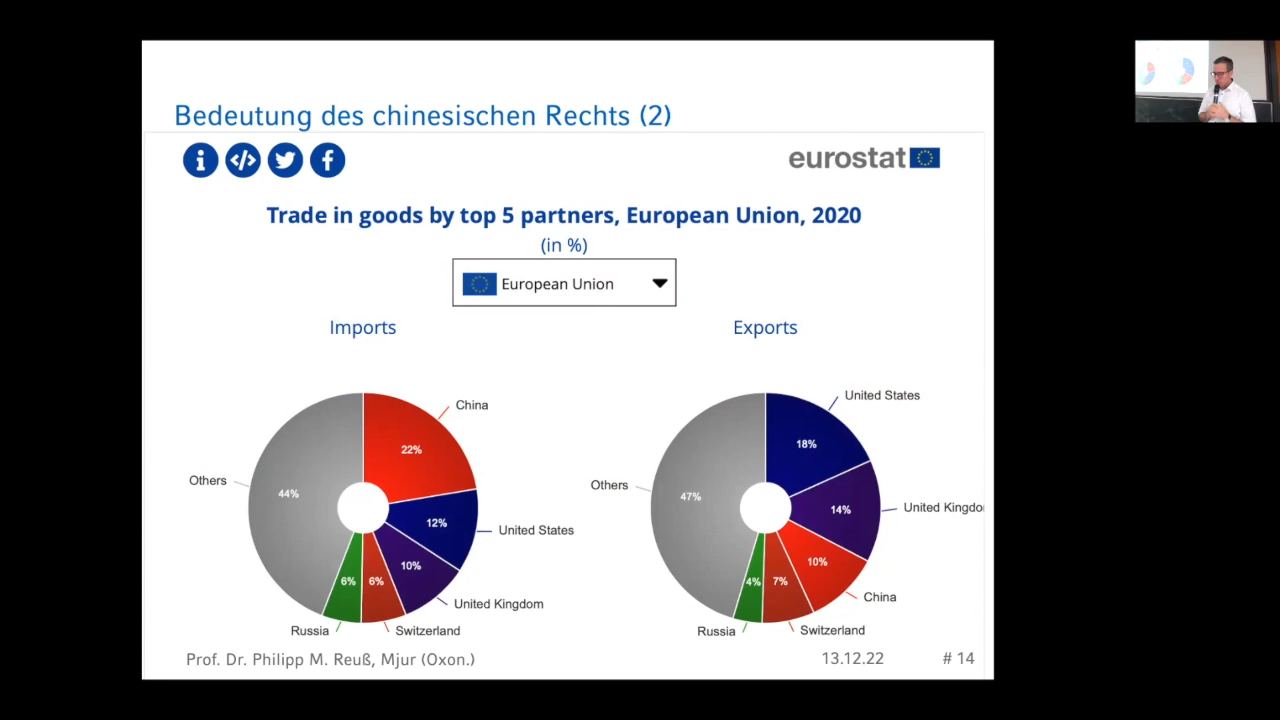 Bedeutung des chinesischen Rechts (2)
eurostat
Trade in goods by top 5 partners, European Union, 2020
(in %)
European Union
Imports
Exports
China
22%
United States
12%
United Kingdom
10%
Switzerland
6%
Russia
6%
Others
44%
United States
18%
United Kingdo
14%
China
10%
Switzerland
7%
Russia
4%
Others
47%
Prof. Dr. Philipp M. Reuß, Mjur (Oxon.)
13.12.22
# 14